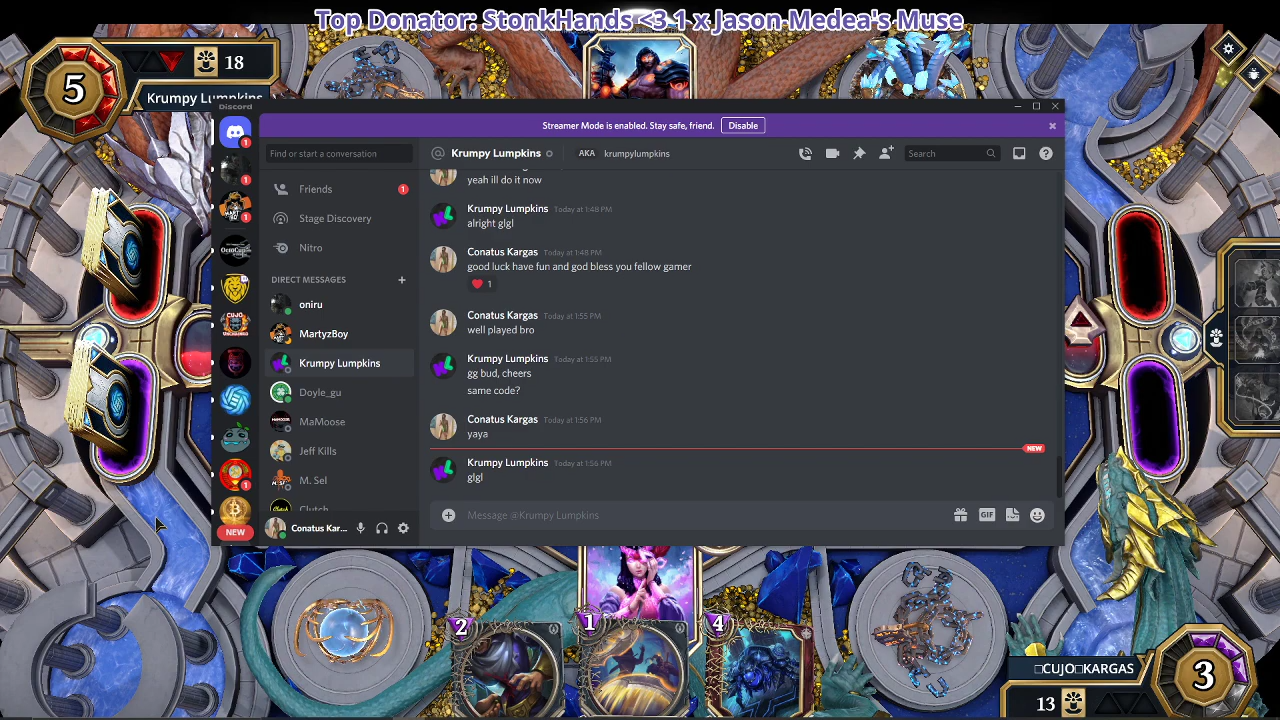 Top Donator: StonkHands <3 1 x Jason Medea's Muse
5
18
Krumpy Lumpkins
Discord
Streamer Mode is enabled. Stay safe, friend.
Disable
Find or start a conversation
Krumpy Lumpkins
AKA krumpylumpkins
Search
1
Friends
1
Stage Discovery
Nitro
DIRECT MESSAGES
oniru
MartyzBoy
Krumpy Lumpkins
Doyle_gu
MaMoose
Jeff Kills
M. Sel
Clutch
Conatus Kar...
NEW
yeah ill do it now
Krumpy Lumpkins Today at 1:48 PM
alright glgl
Conatus Kargas Today at 1:48 PM
good luck have fun and god bless you fellow gamer
1
Conatus Kargas Today at 1:55 PM
well played bro
Krumpy Lumpkins Today at 1:55 PM
gg bud, cheers
same code?
Conatus Kargas Today at 1:56 PM
yaya
NEW
Krumpy Lumpkins Today at 1:56 PM
glgl
Message @Krumpy Lumpkins
GIF
2
1
4
□CUJO□KARGAS
13
3